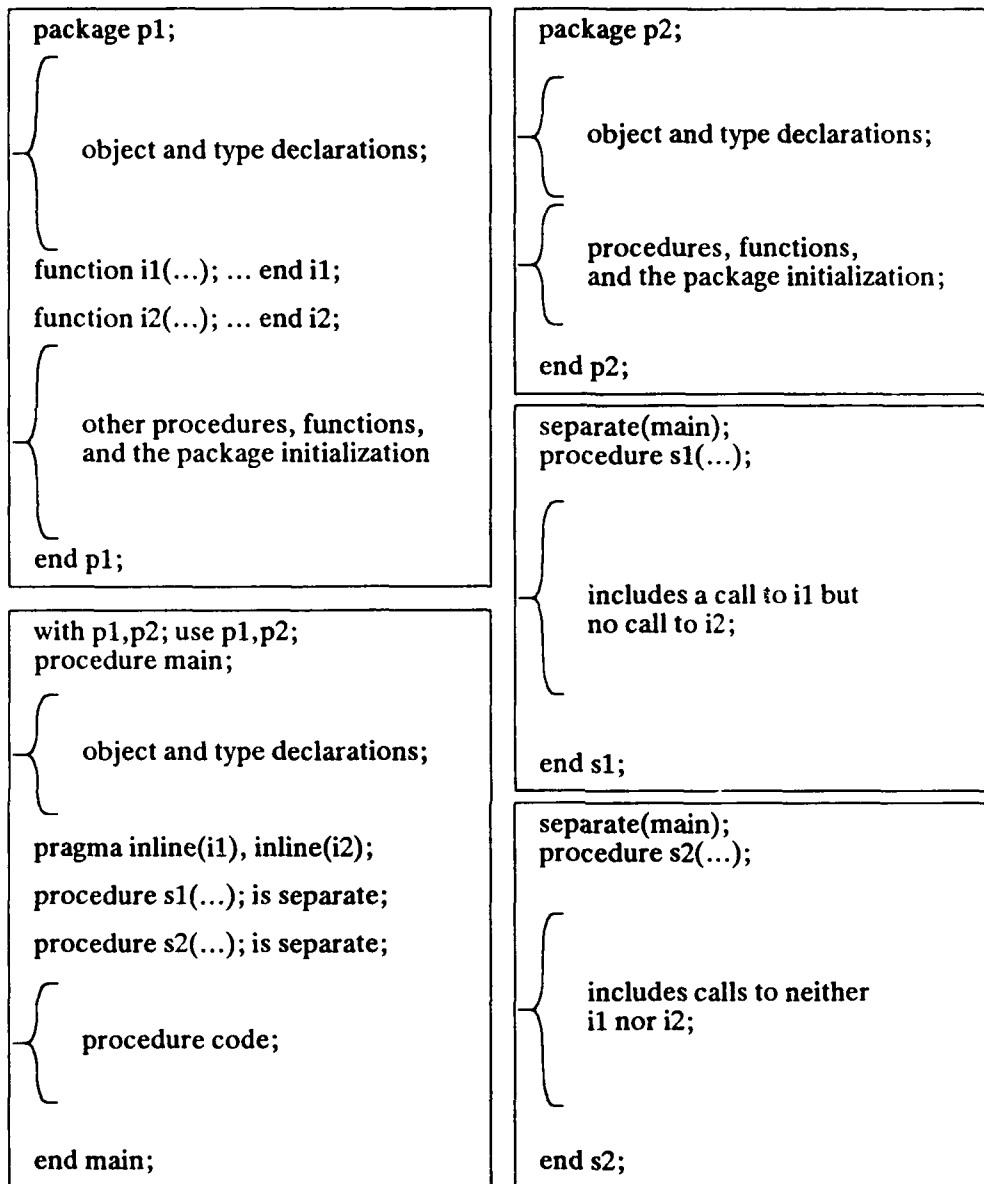 package p1;
object and type declarations;
function i1(...); ... end i1;
function i2(...); ... end i2;
other procedures, functions,
and the package initialization
end p1;
with p1,p2; use p1,p2;
procedure main;
object and type declarations;
pragma inline(i1), inline(i2);
procedure s1(...); is separate;
procedure s2(...); is separate;
procedure code;
end main;
package p2;
object and type declarations;
procedures, functions,
and the package initialization;
end p2;
separate(main);
procedure s1(...);
includes a call to i1 but
no call to i2;
end s1;
separate(main);
procedure s2(...);
includes calls to neither
i1 nor i2;
end s2;